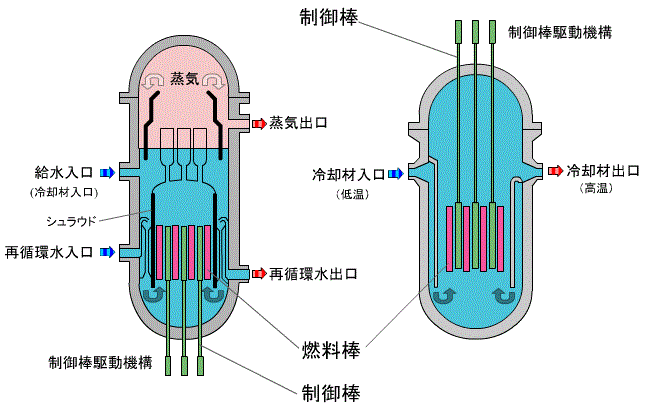 制御棒
制御棒駆動機構
蒸気
蒸気出口
給水入口
(冷却材入口)
シュラウド
再循環水入口
再循環水出口
冷却材入口
(低温)
冷却材出口
(高温)
燃料棒
制御棒駆動機構
制御棒